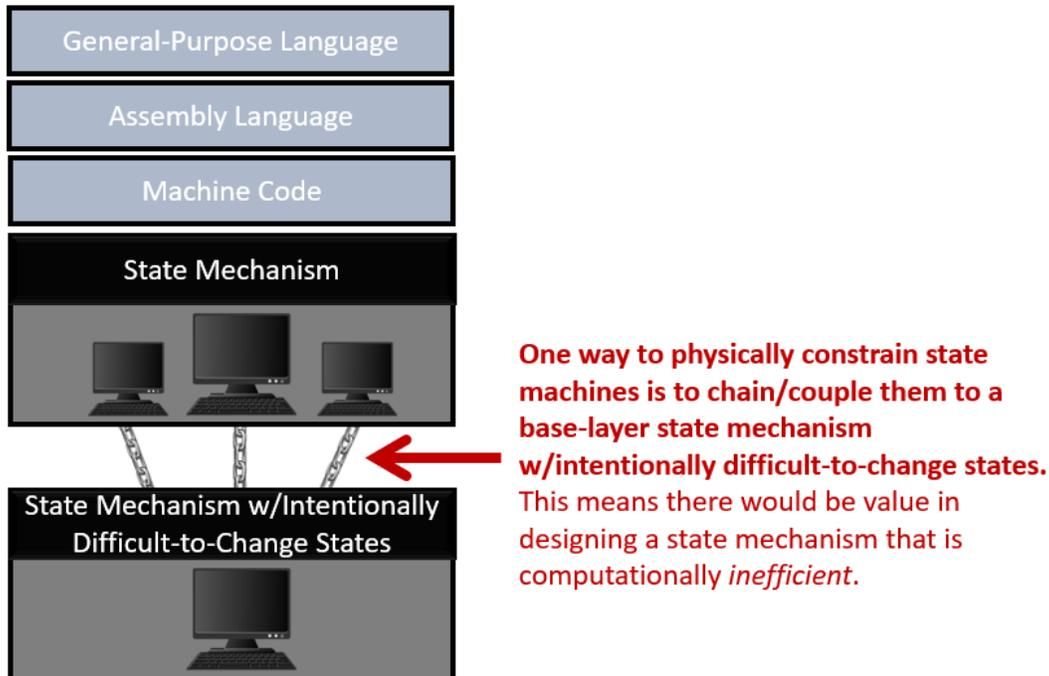 General-Purpose Language
Assembly Language
Machine Code
State Mechanism
One way to physically constrain state
machines is to chain/couple them to a
base-layer state mechanism
w/intentionally difficult-to-change states.
This means there would be value in
designing a state mechanism that is
computationally inefficient.
State Mechanism w/Intentionally
Difficult-to-Change States